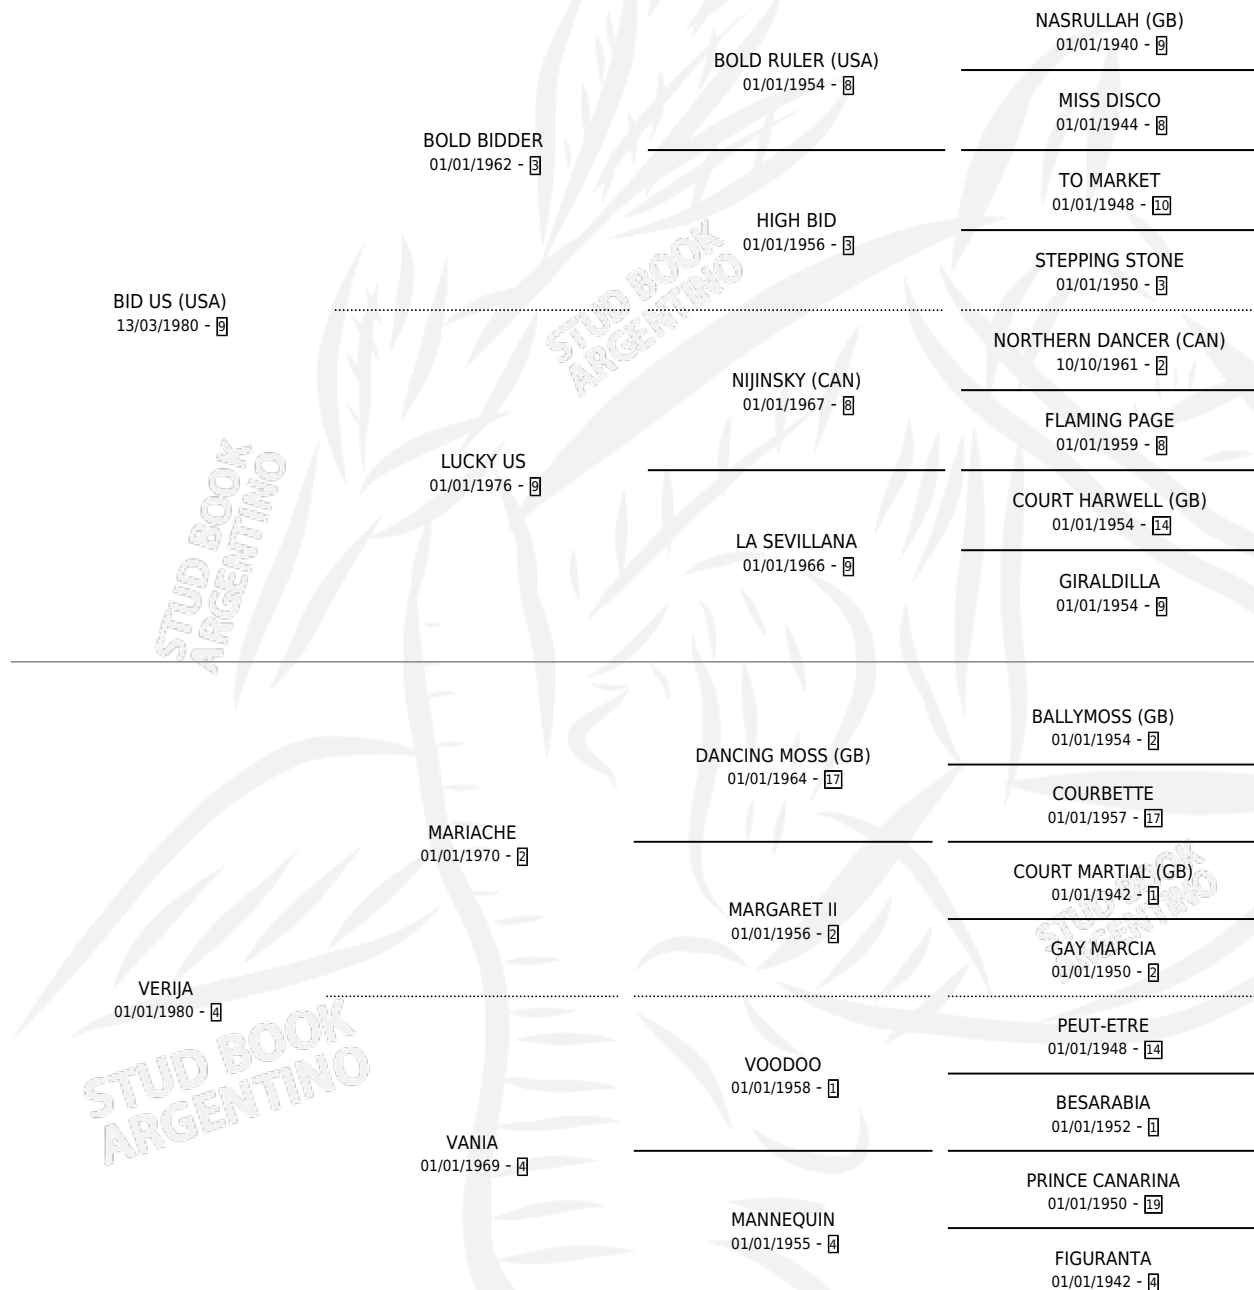 NASRULLAH (GB)
01/01/1940 - 9
BOLD RULER (USA)
01/01/1954 - 8
MISS DISCO
01/01/1944 - 8
BOLD BIDDER
01/01/1962 - 3
TO MARKET
01/01/1948 - 10
HIGH BID
01/01/1956 - 3
STEPPING STONE
01/01/1950 - 3
STUD BOOK
ARGENTINO
BID US (USA)
13/03/1980 - 9
NORTHERN DANCER (CAN)
10/10/1961 - 2
NIJINSKY (CAN)
01/01/1967 - 8
FLAMING PAGE
01/01/1959 - 8
LUCKY US
01/01/1976 - 9
COURT HARWELL (GB)
01/01/1954 - 14
LA SEVILLANA
01/01/1966 - 9
GIRALDILLA
01/01/1954 - 9
STUD BOOK
ARGENTINO
BALLYMOSS (GB)
01/01/1954 - 2
DANCING MOSS (GB)
01/01/1964 - 17
COURBETTE
01/01/1957 - 17
MARIACHE
01/01/1970 - 2
COURT MARTIAL (GB)
01/01/1942 - 1
MARGARET II
01/01/1956 - 2
GAY MARCIA
01/01/1950 - 2
STUD BOOK
ARGENTINO
VERIJA
01/01/1980 - 4
PEUT-ETRE
01/01/1948 - 14
VOODOO
01/01/1958 - 1
BESARABIA
01/01/1952 - 1
STUD BOOK
ARGENTINO
VANIA
01/01/1969 - 4
PRINCE CANARINA
01/01/1950 - 19
MANNEQUIN
01/01/1955 - 4
FIGURANTA
01/01/1942 - 4